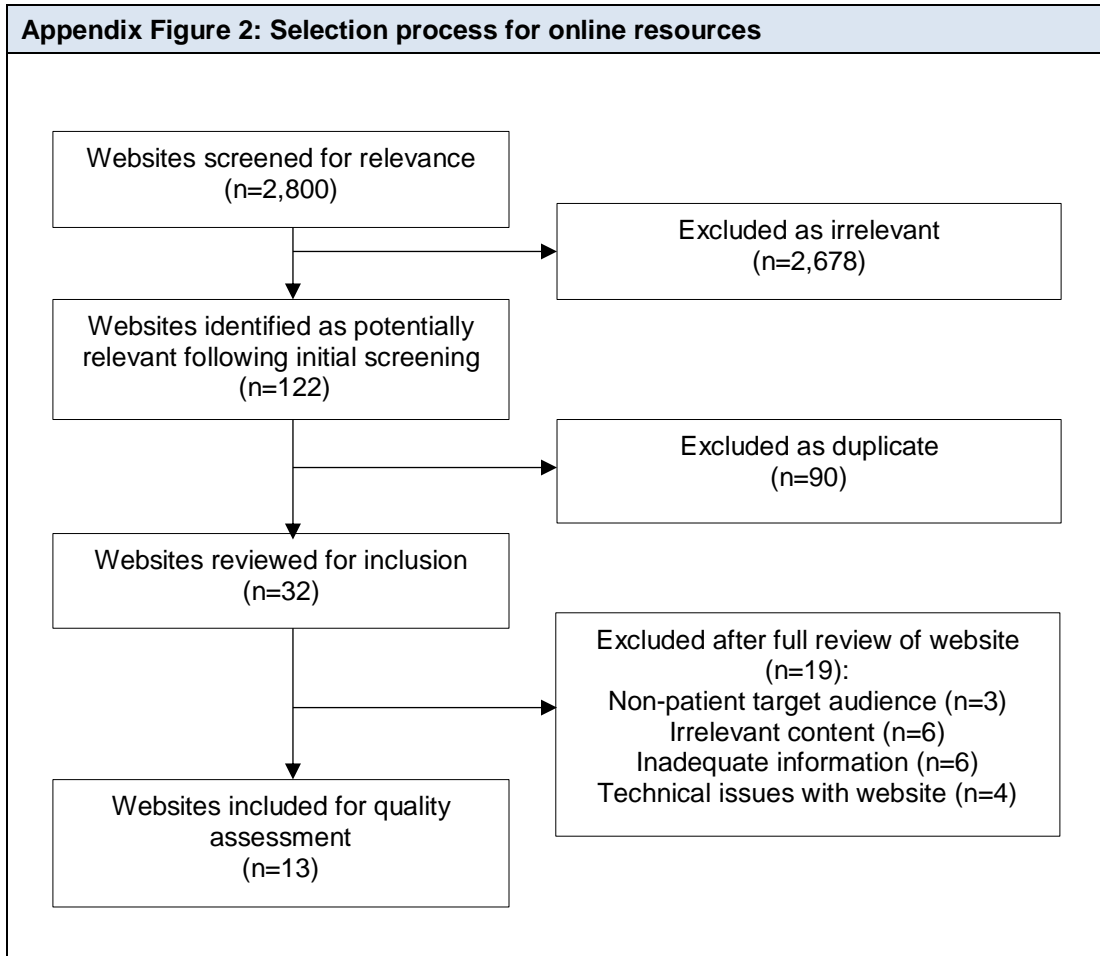 Appendix Figure 2: Selection process for online resources
Websites screened for relevance
(n=2,800)
Excluded as irrelevant
(n=2,678)
Websites identified as potentially
relevant following initial screening
(n=122)
Excluded as duplicate
(n=90)
Websites reviewed for inclusion
(n=32)
Excluded after full review of website
(n=19):
Non-patient target audience (n=3)
Irrelevant content (n=6)
Inadequate information (n=6)
Technical issues with website (n=4)
Websites included for quality
assessment
(n=13)